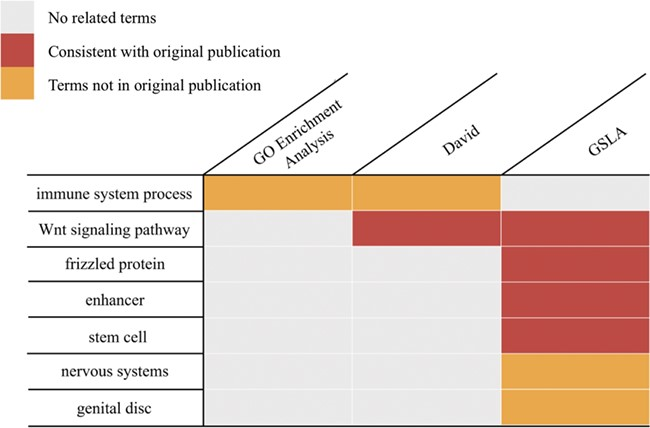 No related terms
Consistent with original publication
Terms not in original publication
GO Enrichment
Analysis
David
GSLA
immune system process
Wnt signaling pathway
frizzled protein
enhancer
stem cell
nervous systems
genital disc